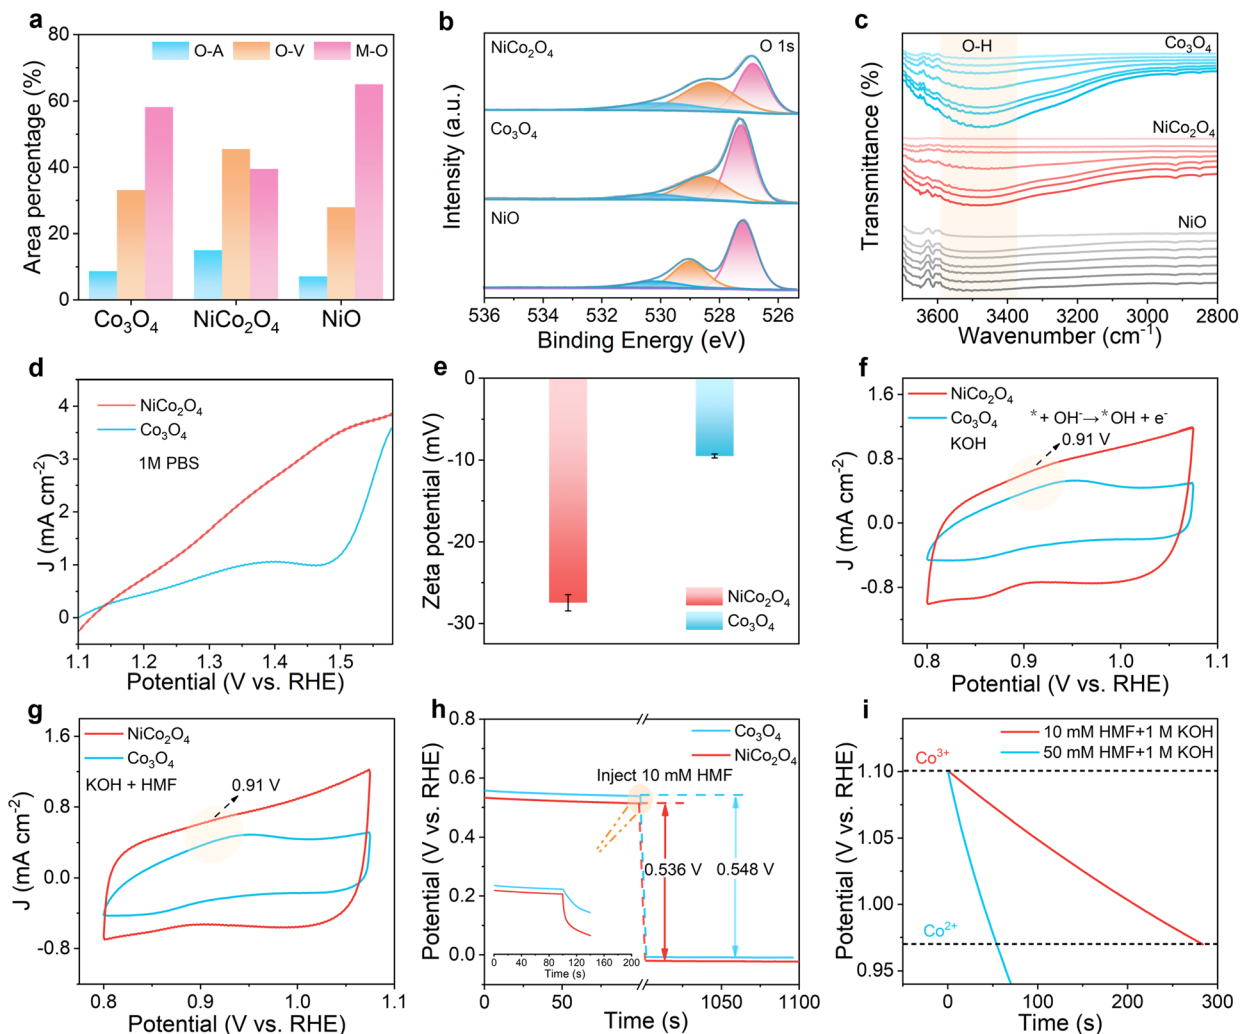 a
80
60
40
20
0
Area percentage (%)
O-A O-V M-O
Co₃O₄ NiCo₂O₄ NiO
b
NiCo₂O₄ O 1s
Co₃O₄
NiO
Intensity (a.u.)
536 534 532 530 528 526
Binding Energy (eV)
c
O-H
Co₃O₄
NiCo₂O₄
NiO
Transmittance (%)
3600 3400 3200 3000 2800
Wavenumber (cm⁻¹)
d
4
3
2
1
0
J (mA cm⁻²)
NiCo₂O₄
Co₃O₄
1M PBS
1.1 1.2 1.3 1.4 1.5
Potential (V vs. RHE)
e
0
-10
-20
-30
Zeta potential (mV)
NiCo₂O₄
Co₃O₄
f
1.6
0.8
0.0
-0.8
J (mA cm⁻²)
NiCo₂O₄
Co₃O₄
KOH
* + OH⁻→*OH + e⁻
0.91 V
0.8 0.9 1.0 1.1
Potential (V vs. RHE)
g
1.6
0.8
0.0
-0.8
J (mA cm⁻²)
NiCo₂O₄
Co₃O₄
KOH + HMF
0.91 V
0.8 0.9 1.0 1.1
Potential (V vs. RHE)
h
0.8
0.6
0.4
0.2
0.0
Potential (V vs. RHE)
Co₃O₄
NiCo₂O₄
Inject 10 mM HMF
0.536 V 0.548 V
0 40 80 120 160 200
Time (s)
0 50 1050 1100
Time (s)
i
10 mM HMF+1 M KOH
50 mM HMF+1 M KOH
Co³⁺
Co²⁺
1.10
1.05
1.00
0.95
Potential (V vs. RHE)
0 100 200 300
Time (s)